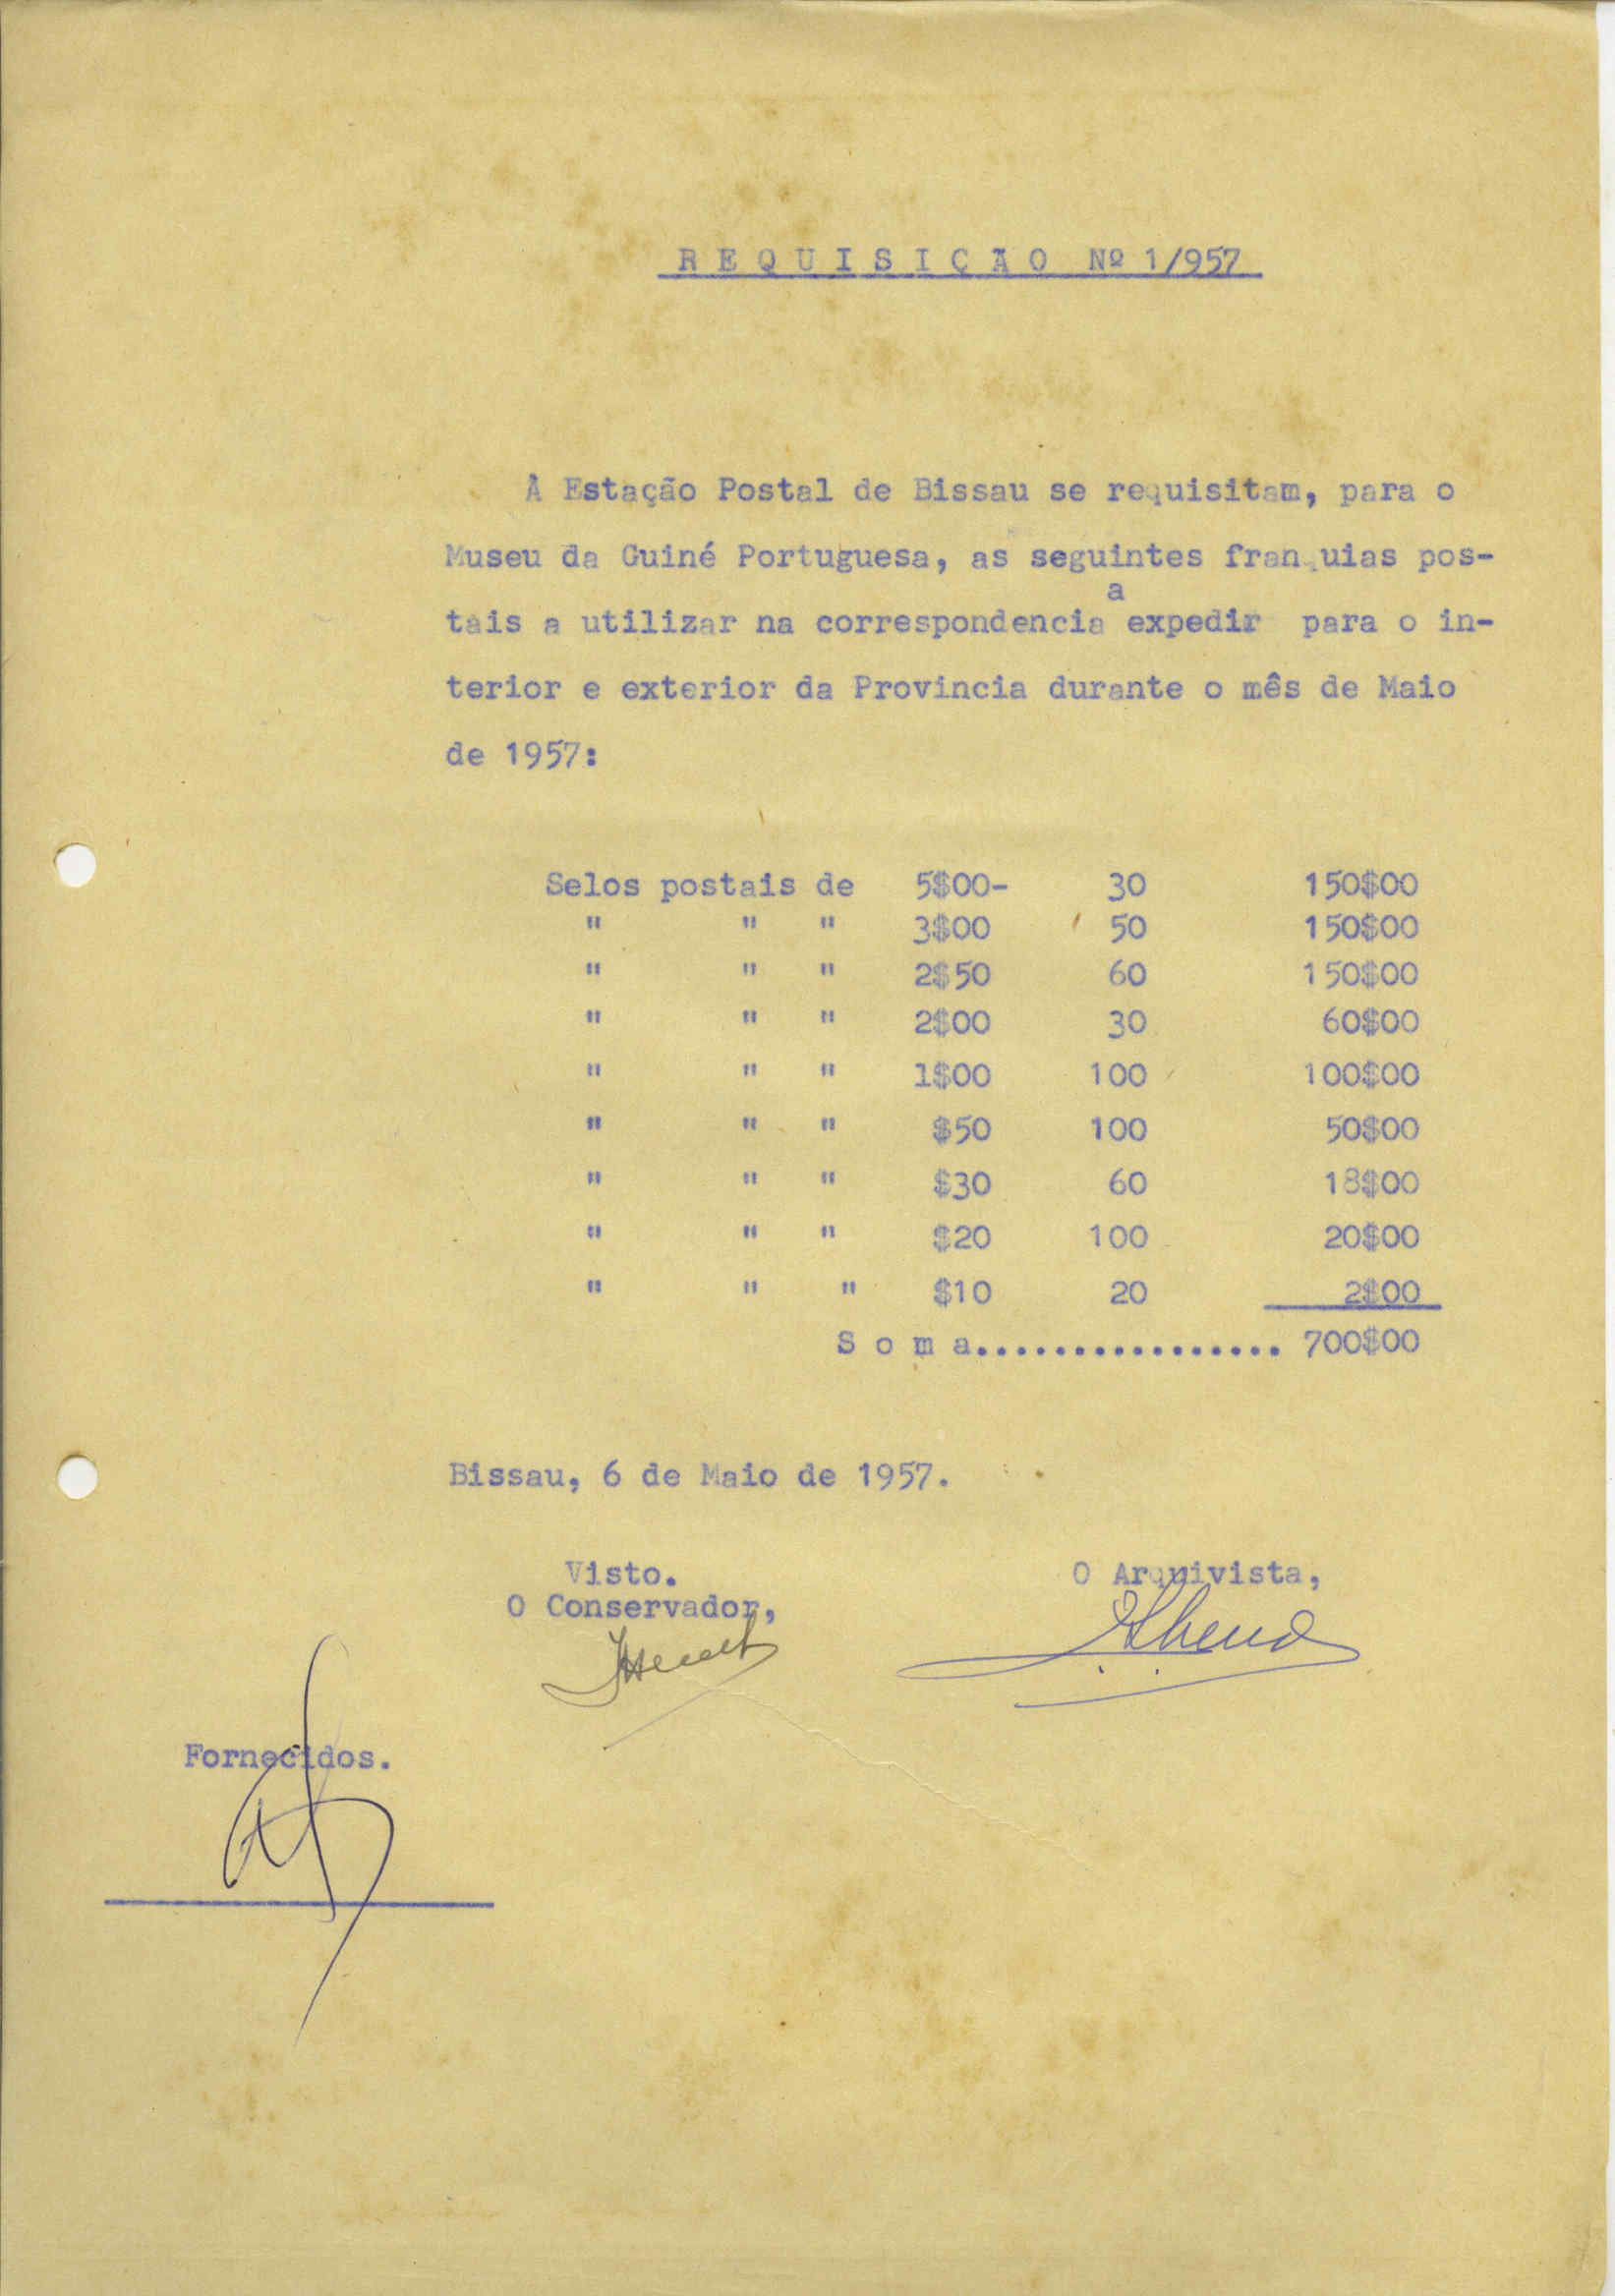 REQUISIÇÃO Nº 1/957
À Estação Postal de Bissau se requisitam, para o
Museu da Guiné Portuguesa, as seguintes franquias pos-
tais a utilizar na correspondencia a expedir para o in-
terior e exterior da Provincia durante o mês de Maio
de 1957:
Selos postais de 5$00- 30 150$00
" " " 3$00 50 150$00
" " " 2$50 60 150$00
" " " 2$00 30 60$00
" " " 1$00 100 100$00
" " " $50 100 50$00
" " " $30 60 18$00
" " " $20 100 20$00
" " " $10 20 2$00
Soma.................. 700$00
Bissau, 6 de Maio de 1957.
Visto.
O Conservador,
O Arquivista,
Fornecidos.